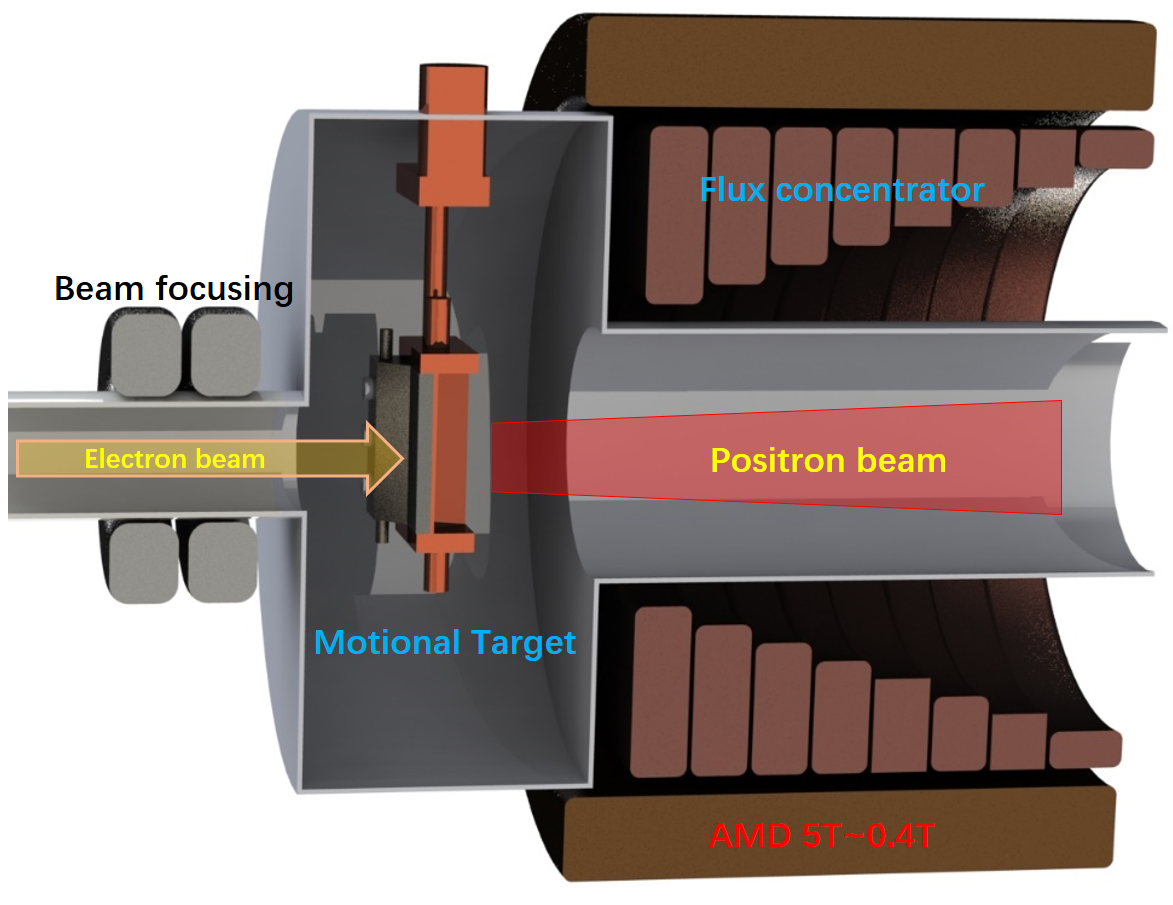 Flux concentrator
Beam focusing
Electron beam
Positron beam
Motional Target
AMD 5T~0.4T